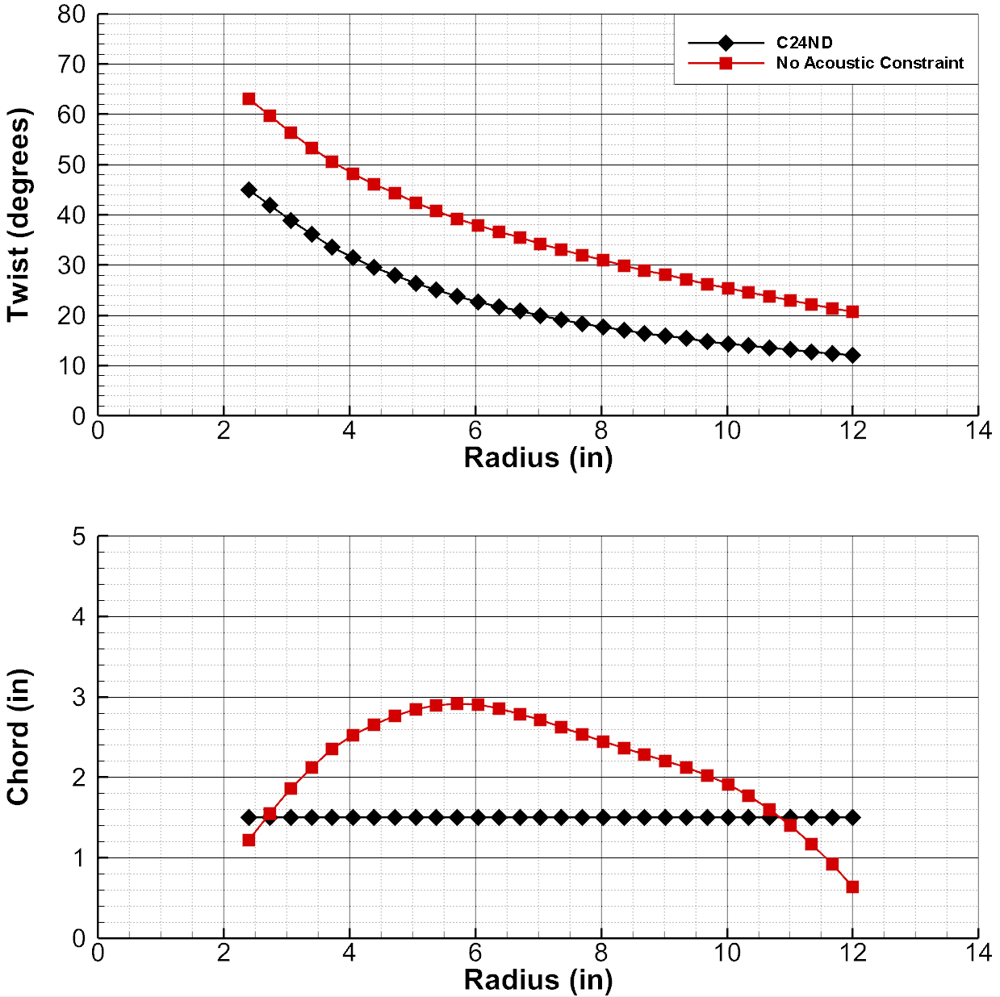 80
70
60
50
40
30
20
10
0
Twist (degrees)
C24ND
No Acoustic Constraint
0 2 4 6 8 10 12 14
Radius (in)
5
4
3
2
1
0
Chord (in)
0 2 4 6 8 10 12 14
Radius (in)